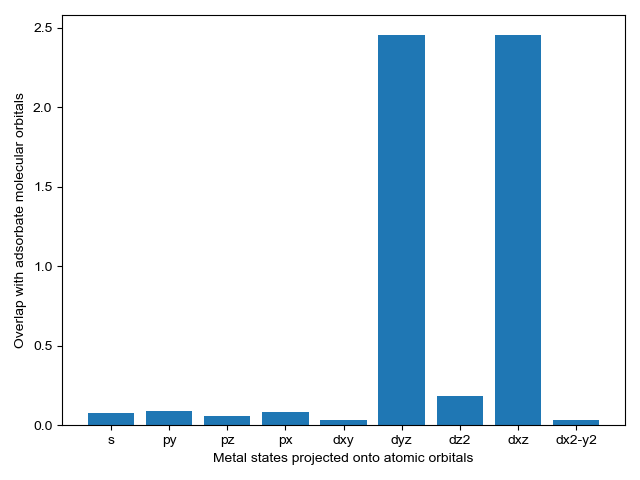 Overlap with adsorbate molecular orbitals
2.5
2.0
1.5
1.0
0.5
0.0
s py pz px dxy dyz dz2 dxz dx2-y2
Metal states projected onto atomic orbitals